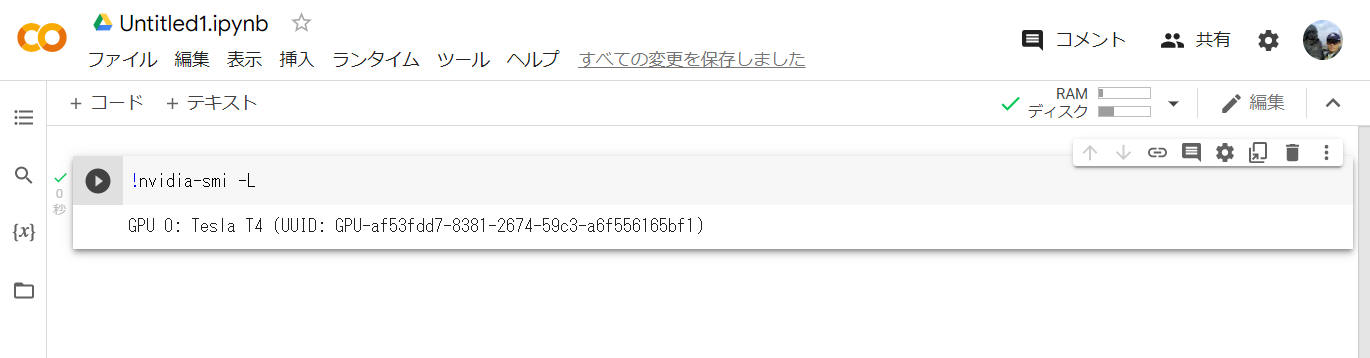 Untitled1.ipynb
ファイル 編集 表示 挿入 ランタイム ツール ヘルプ すべての変更を保存しました
コメント 共有
+ コード + テキスト
RAM
ディスク
編集
{x}
0
秒
!nvidia-smi -L
GPU 0: Tesla T4 (UUID: GPU-af53fdd7-8381-2674-59c3-a6f556165bf1)